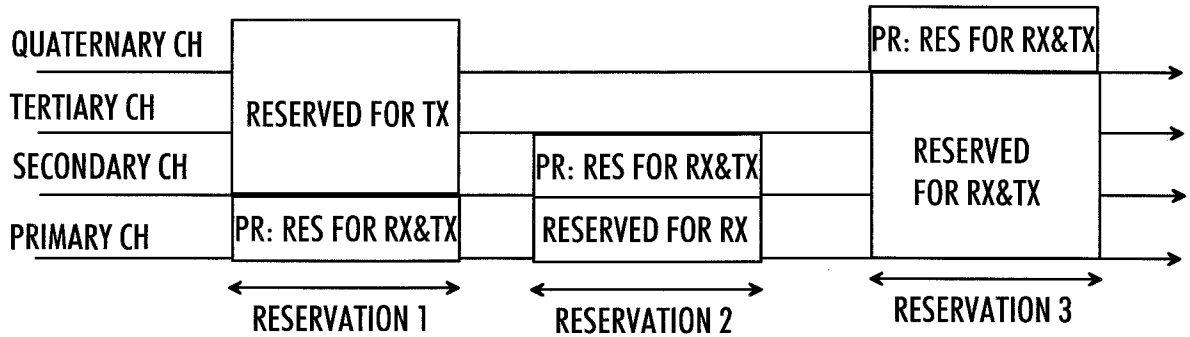 QUATERNARY CH
PR: RES FOR RX&TX
TERTIARY CH
RESERVED FOR TX
SECONDARY CH
PR: RES FOR RX&TX
RESERVED
FOR RX&TX
PRIMARY CH
PR: RES FOR RX&TX
RESERVED FOR RX
RESERVATION 1
RESERVATION 2
RESERVATION 3